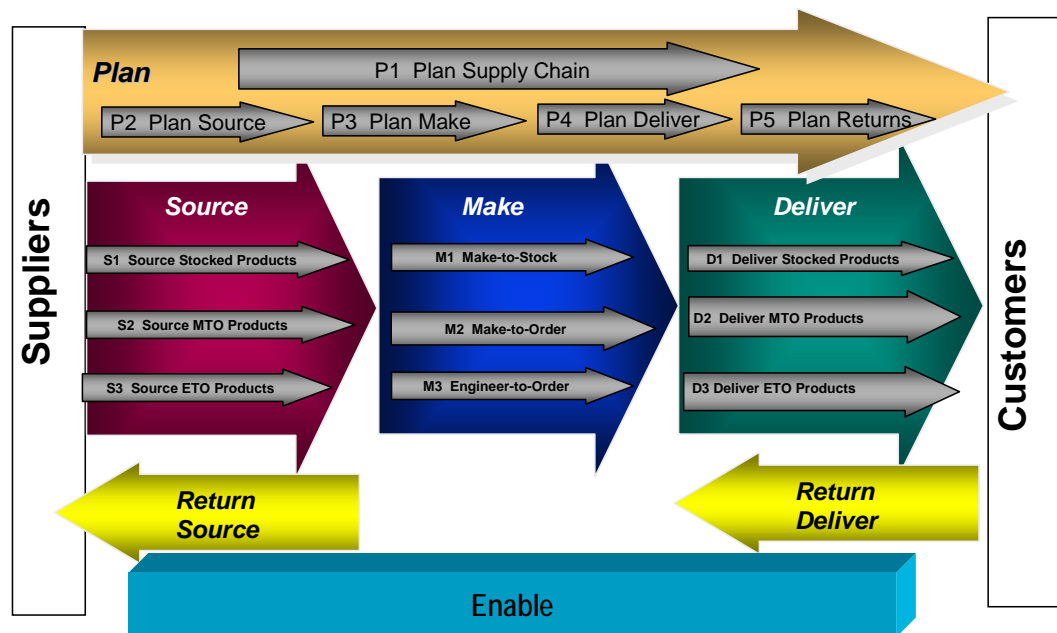 Suppliers
Plan
P1 Plan Supply Chain
P2 Plan Source
P3 Plan Make
P4 Plan Deliver
P5 Plan Returns
Source
S1 Source Stocked Products
S2 Source MTO Products
S3 Source ETO Products
Make
M1 Make-to-Stock
M2 Make-to-Order
M3 Engineer-to-Order
Deliver
D1 Deliver Stocked Products
D2 Deliver MTO Products
D3 Deliver ETO Products
Customers
Return
Source
Return
Deliver
Enable